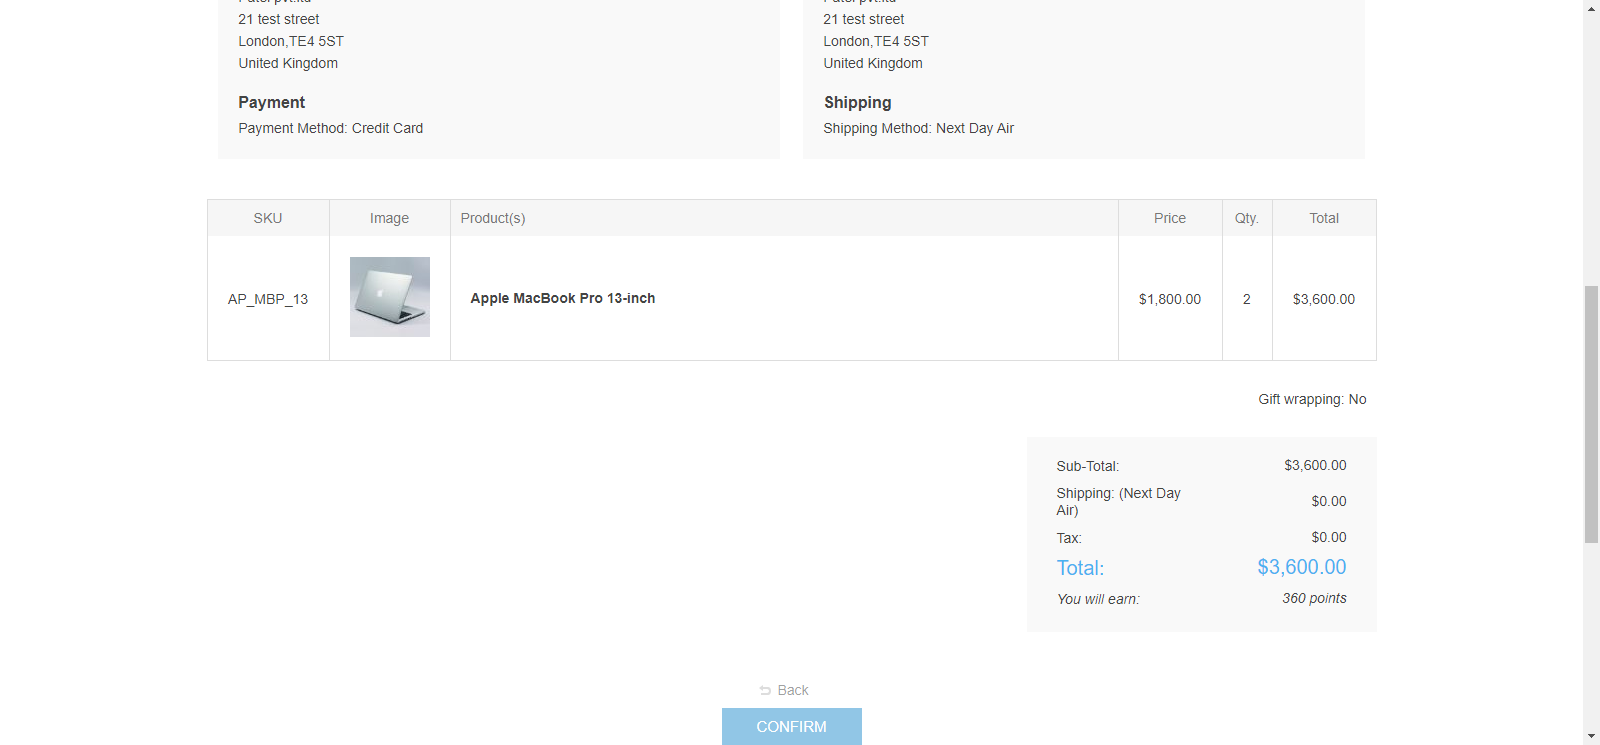 21 test street
London,TE4 5ST
United Kingdom
Payment
Payment Method: Credit Card
21 test street
London,TE4 5ST
United Kingdom
Shipping
Shipping Method: Next Day Air
SKU Image Product(s) Price Qty. Total
AP_MBP_13 Apple MacBook Pro 13-inch $1,800.00 2 $3,600.00
Gift wrapping: No
Sub-Total: $3,600.00
Shipping: (Next Day
Air) $0.00
Tax: $0.00
Total: $3,600.00
You will earn: 360 points
Back
CONFIRM